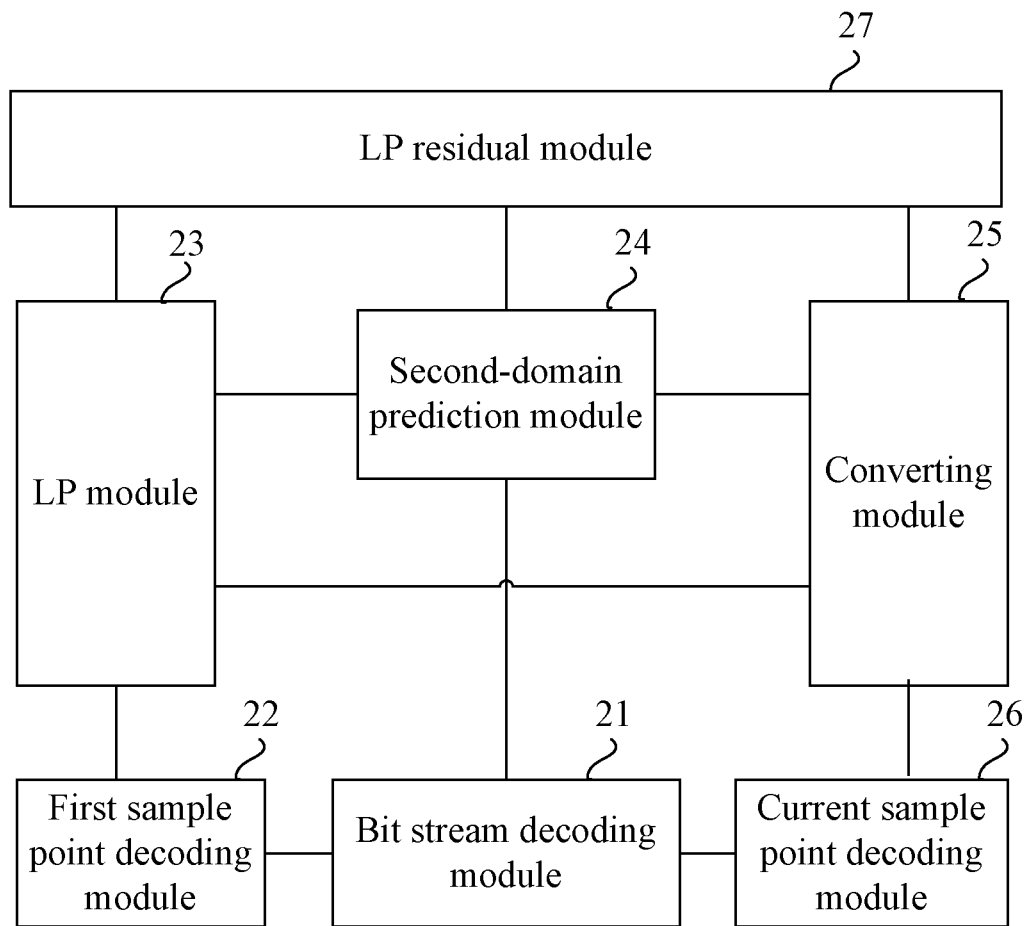 27
LP residual module
23
24
25
Second-domain
prediction module
LP module
Converting
module
22
21
26
First sample
point decoding
module
Bit stream decoding
module
Current sample
point decoding
module